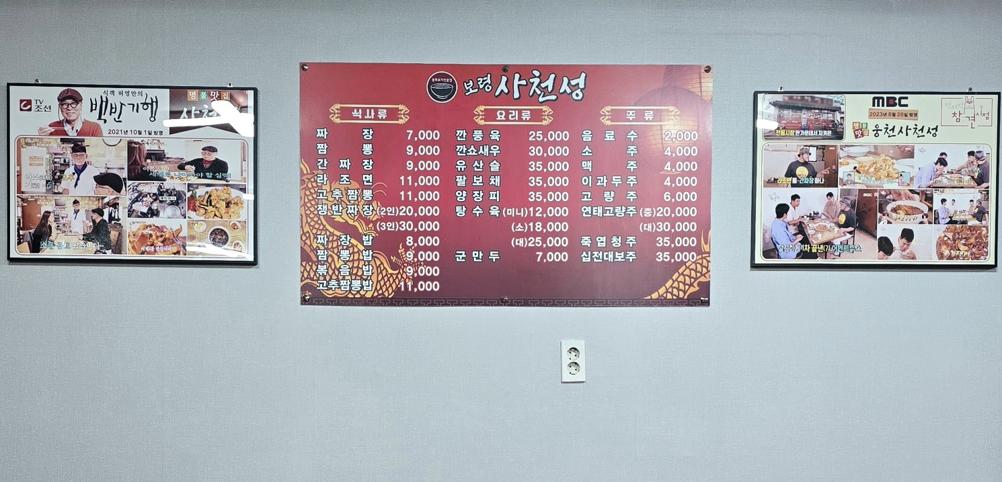 TV
조선
식객 허영만의
백반기행
2021년 10월 1일 방영
명품맛집
보령 사천성
식사류
짜장 7,000
짬뽕 9,000
간짜장 9,000
라조면 11,000
고추짬뽕 11,000
쟁반짜장 (2인)20,000
(3인)30,000
짜장밥 8,000
짬뽕밥 9,000
볶음밥 9,000
고추짬뽕밥 11,000
요리류
깐풍육 25,000
깐쇼새우 30,000
유산슬 35,000
팔보채 35,000
양장피 35,000
탕수육 (미니)12,000
(소)18,000
(대)25,000
군만두 7,000
주류
음료수 2,000
소주 4,000
맥주 4,000
이과두주 4,000
고량주 6,000
연태고량주 (중)20,000
(대)30,000
죽엽청주 35,000
십전대보주 35,000
MBC
2023년 8월 28일 방영
맛
웅천사천성